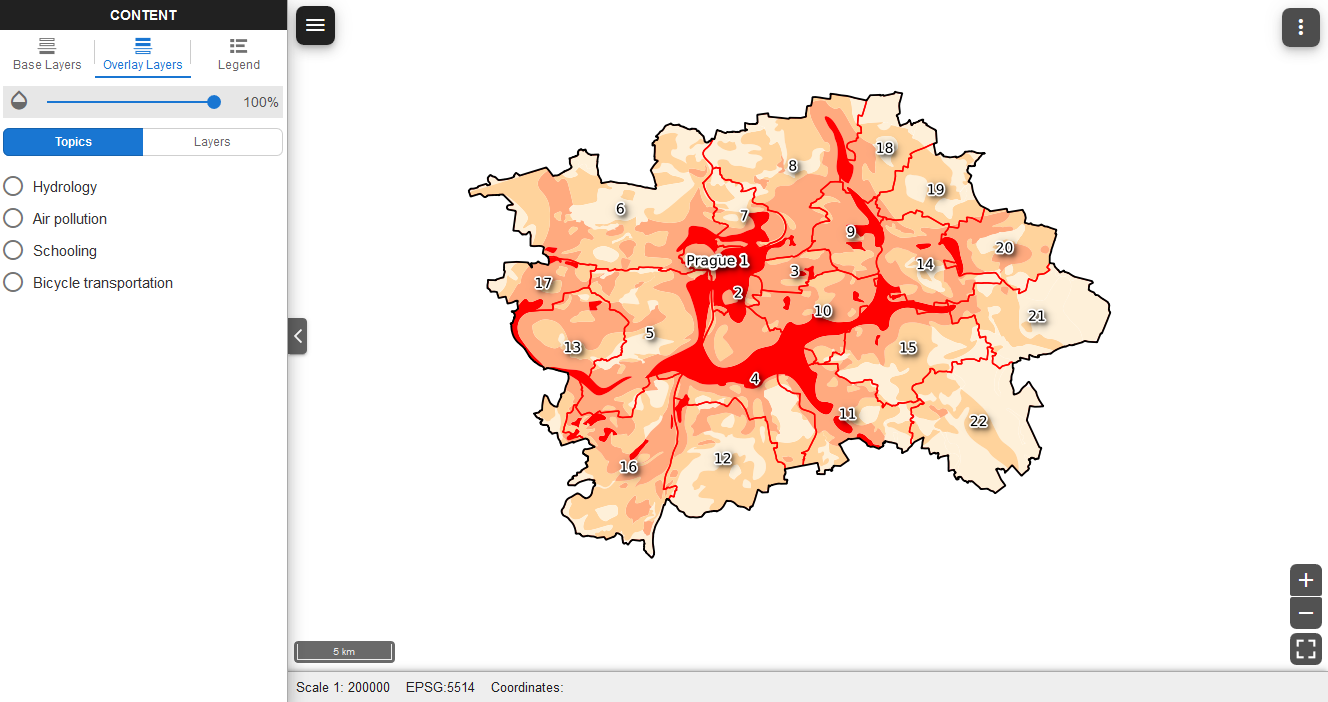 CONTENT
Base Layers
Overlay Layers
Legend
100%
Topics
Layers
Hydrology
Air pollution
Schooling
Bicycle transportation
18
8
19
6
7
9
20
14
Prague 1
3
17
2
10
21
5
13
15
4
11
22
12
16
5 km
Scale 1: 200000 EPSG:5514 Coordinates: